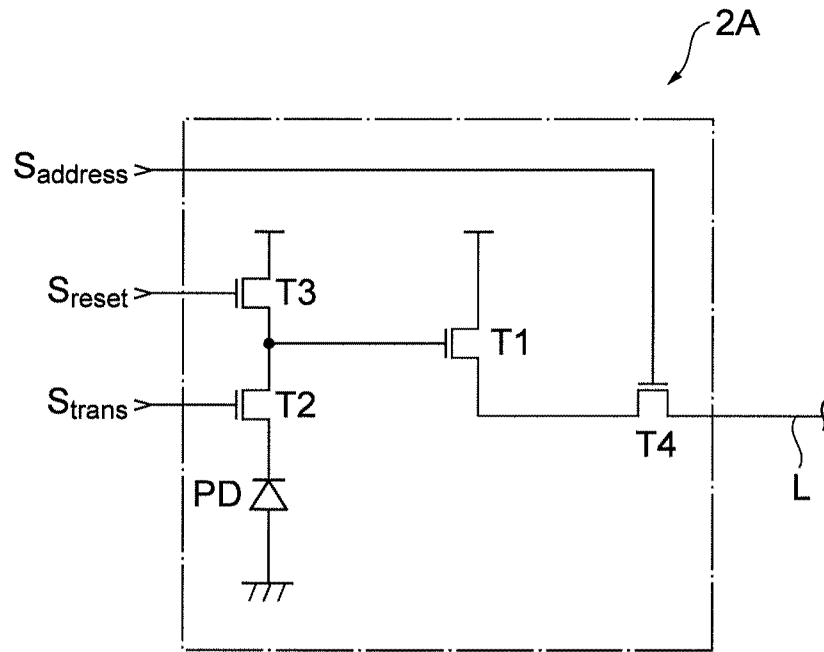 2A
Saddress
Sreset
T3
T1
Strans
T2
T4
PD
L